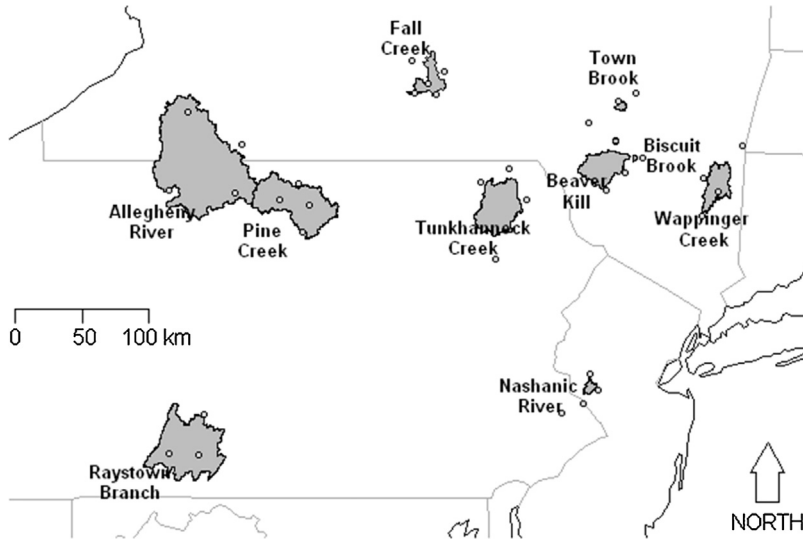 Fall
Creek
Town
Brook
Biscuit
Brook
Beaver
Kill
Wappinger
Creek
Allegheny
River
Pine
Creek
Tunkhannock
Creek
0 50 100 km
Nashanic
River
Raystown
Branch
NORTH